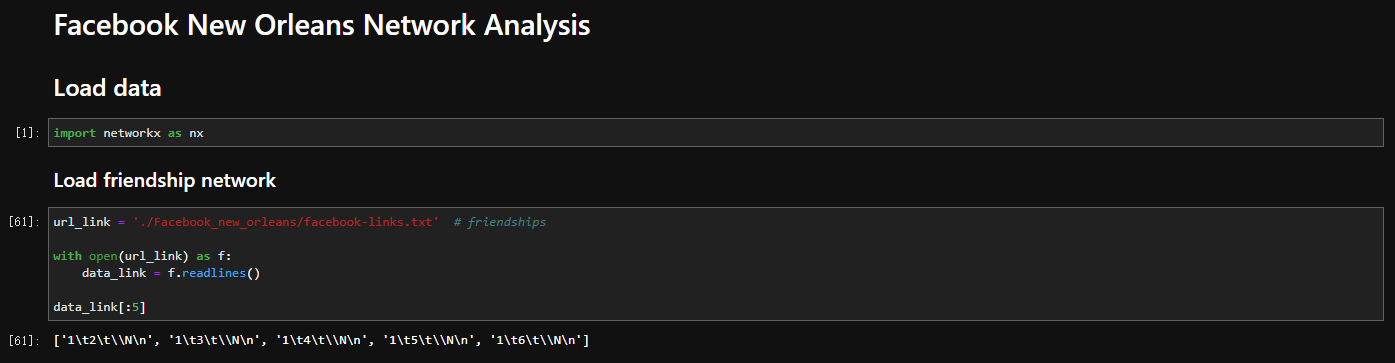 Facebook New Orleans Network Analysis
Load data
[1]: import networkx as nx
Load friendship network
[61]: url_link = './Facebook_new_orleans/facebook-links.txt'  # friendships
with open(url_link) as f:
    data_link = f.readlines()
data_link[:5]
[61]: ['1\t2\t\\N\n', '1\t3\t\\N\n', '1\t4\t\\N\n', '1\t5\t\\N\n', '1\t6\t\\N\n']